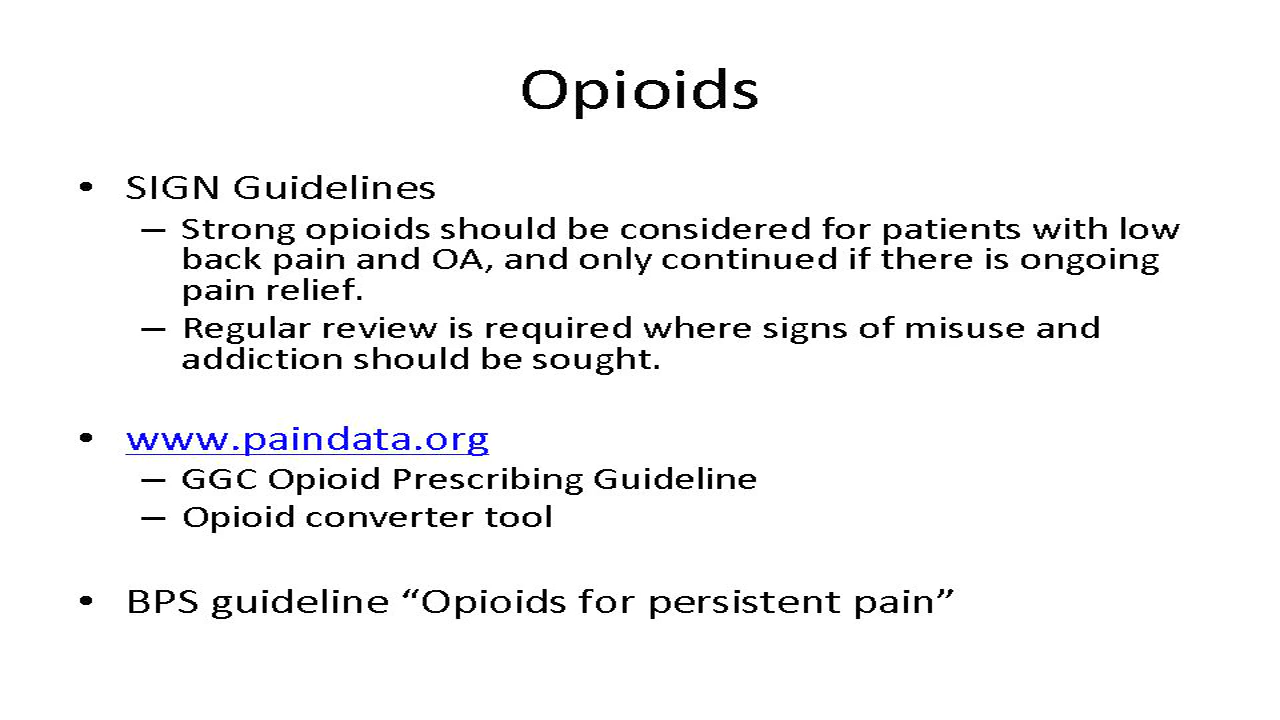 Opioids
• SIGN Guidelines
– Strong opioids should be considered for patients with low
back pain and OA, and only continued if there is ongoing
pain relief.
– Regular review is required where signs of misuse and
addiction should be sought.
• www.paindata.org
– GGC Opioid Prescribing Guideline
– Opioid converter tool
• BPS guideline “Opioids for persistent pain”